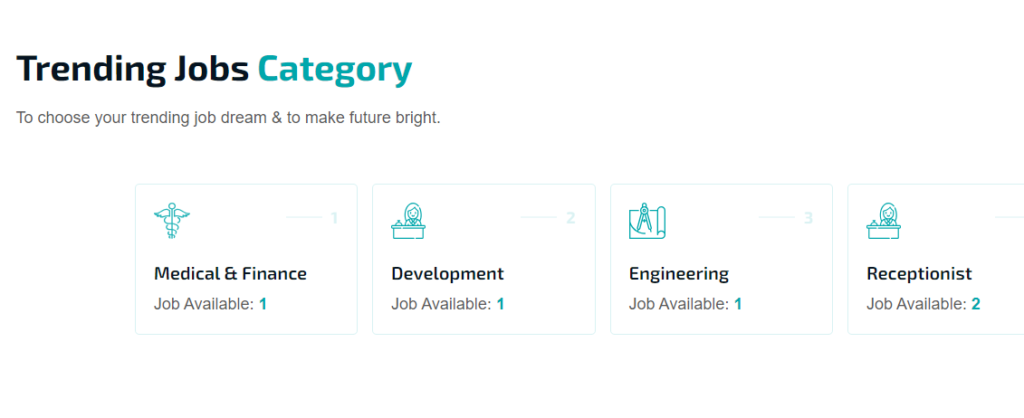 Trending Jobs Category
To choose your trending job dream & to make future bright.
1
Medical & Finance
Job Available: 1
2
Development
Job Available: 1
3
Engineering
Job Available: 1
Receptionist
Job Available: 2